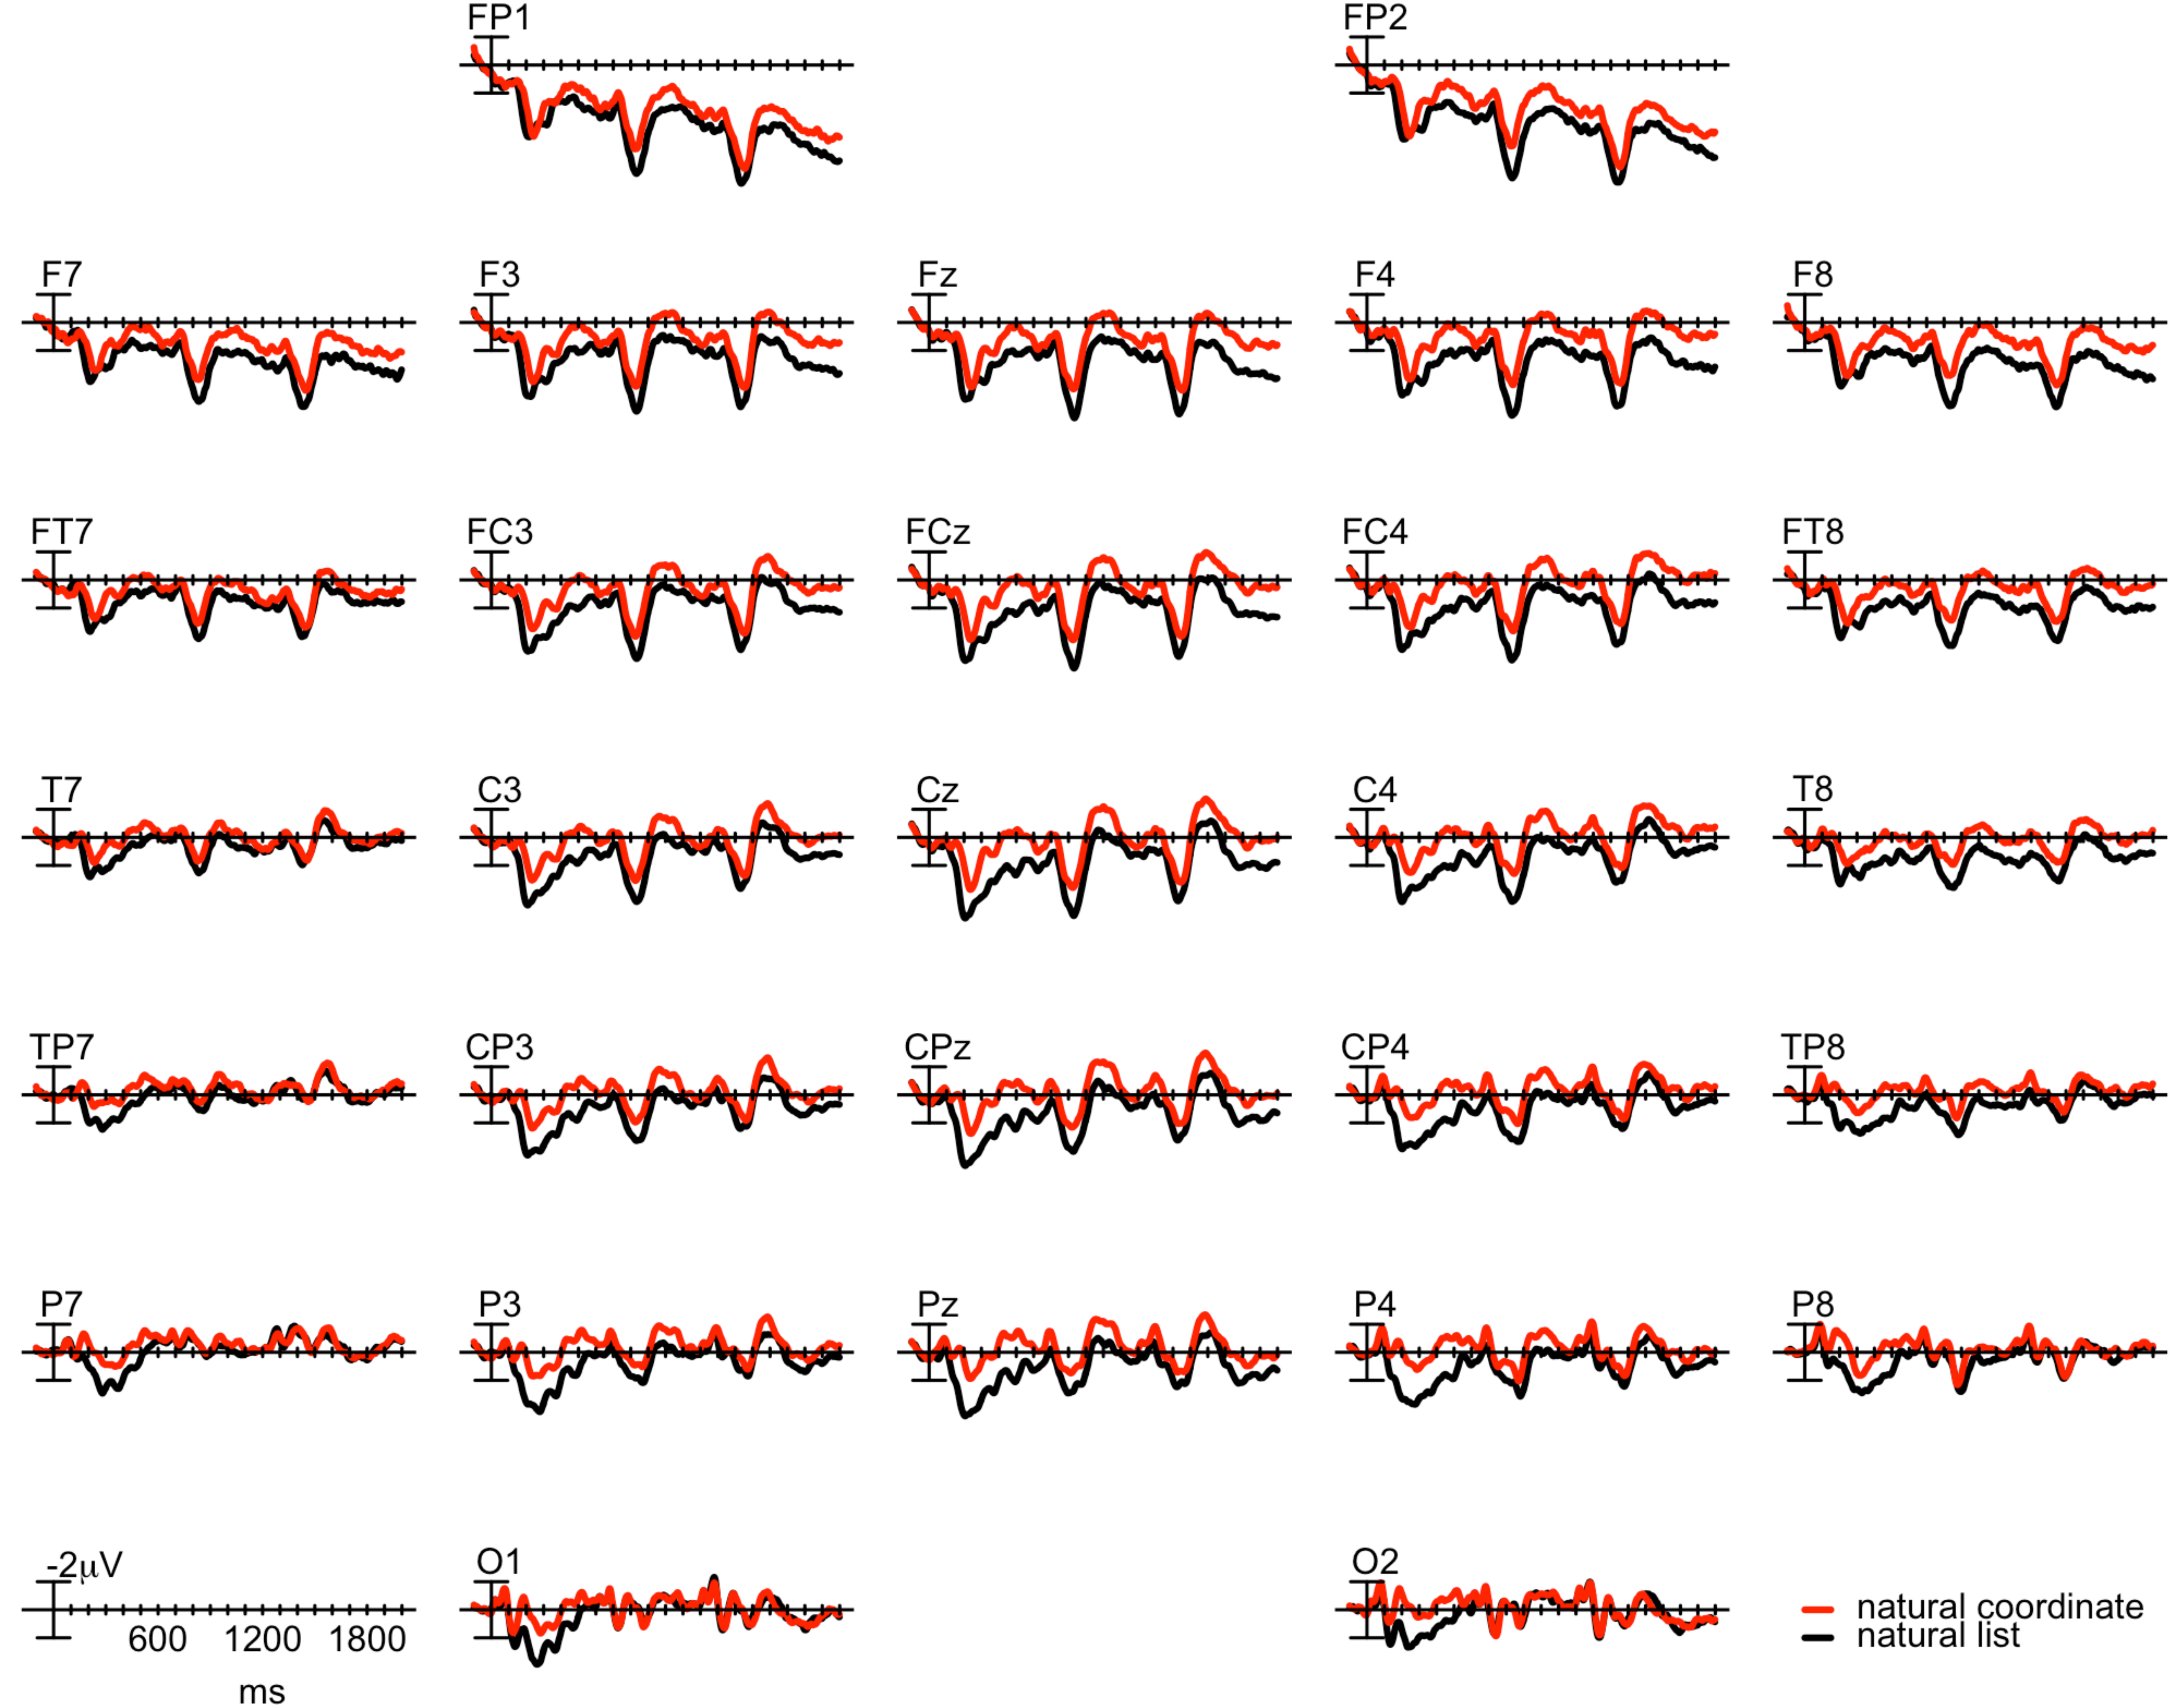 FP1 FP2
F7 F3 Fz F4 F8
FT7 FC3 FCz FC4 FT8
T7 C3 Cz C4 T8
TP7 CP3 CPz CP4 TP8
P7 P3 Pz P4 P8
-2μV O1 O2
natural coordinate
600 1200 1800 natural list
ms